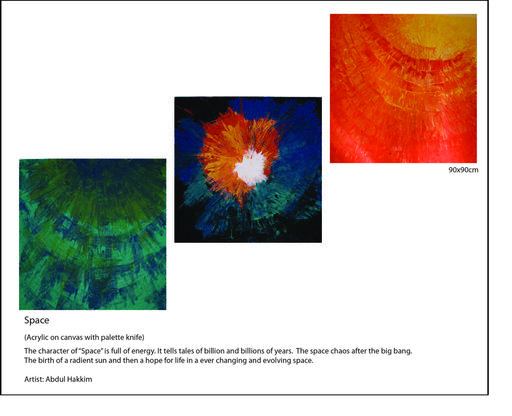 90x90cm
Space
(Acrylic on canvas with palette knife)
The character of "Space" is full of energy. It tells tales of billion and billions of years.  The space chaos after the big bang.
The birth of a radient sun and then a hope for life in a ever changing and evolving space.
Artist: Abdul Hakkim